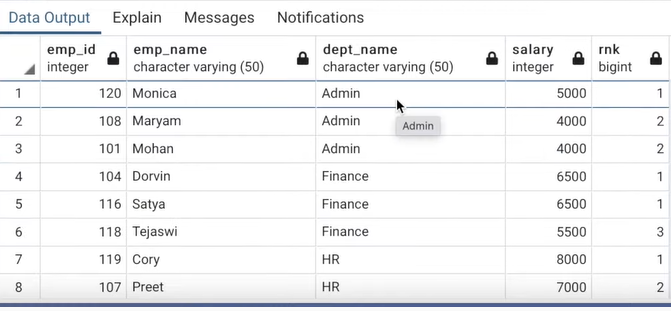 Data Output Explain Messages Notifications
emp_id emp_name dept_name salary rnk
integer character varying (50) character varying (50) integer bigint
1 120 Monica Admin 5000 1
2 108 Maryam Admin 4000 2
Admin
3 101 Mohan Admin 4000 2
4 104 Dorvin Finance 6500 1
5 116 Satya Finance 6500 1
6 118 Tejaswi Finance 5500 3
7 119 Cory HR 8000 1
8 107 Preet HR 7000 2